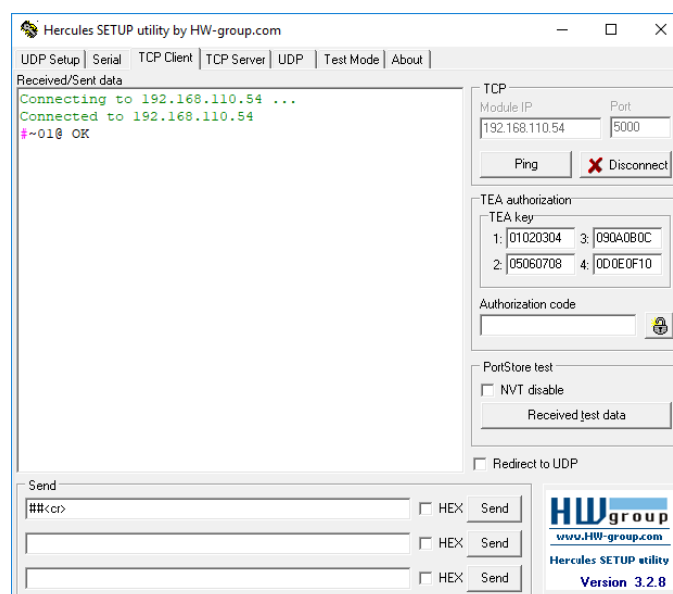 Hercules SETUP utility by HW-group.com
UDP Setup Serial TCP Client TCP Server UDP Test Mode About
Received/Sent data
Connecting to 192.168.110.54 ...
Connected to 192.168.110.54
#~01@ OK
TCP
Module IP Port
192.168.110.54 5000
Ping Disconnect
TEA authorization
TEA key
1: 01020304 3: 090A0B0C
2: 05060708 4: 0D0E0F10
Authorization code
PortStore test
NVT disable
Received test data
Redirect to UDP
Send
##<cr> HEX Send
HEX Send
HEX Send
HW group
www.HW-group.com
Hercules SETUP utility
Version 3.2.8